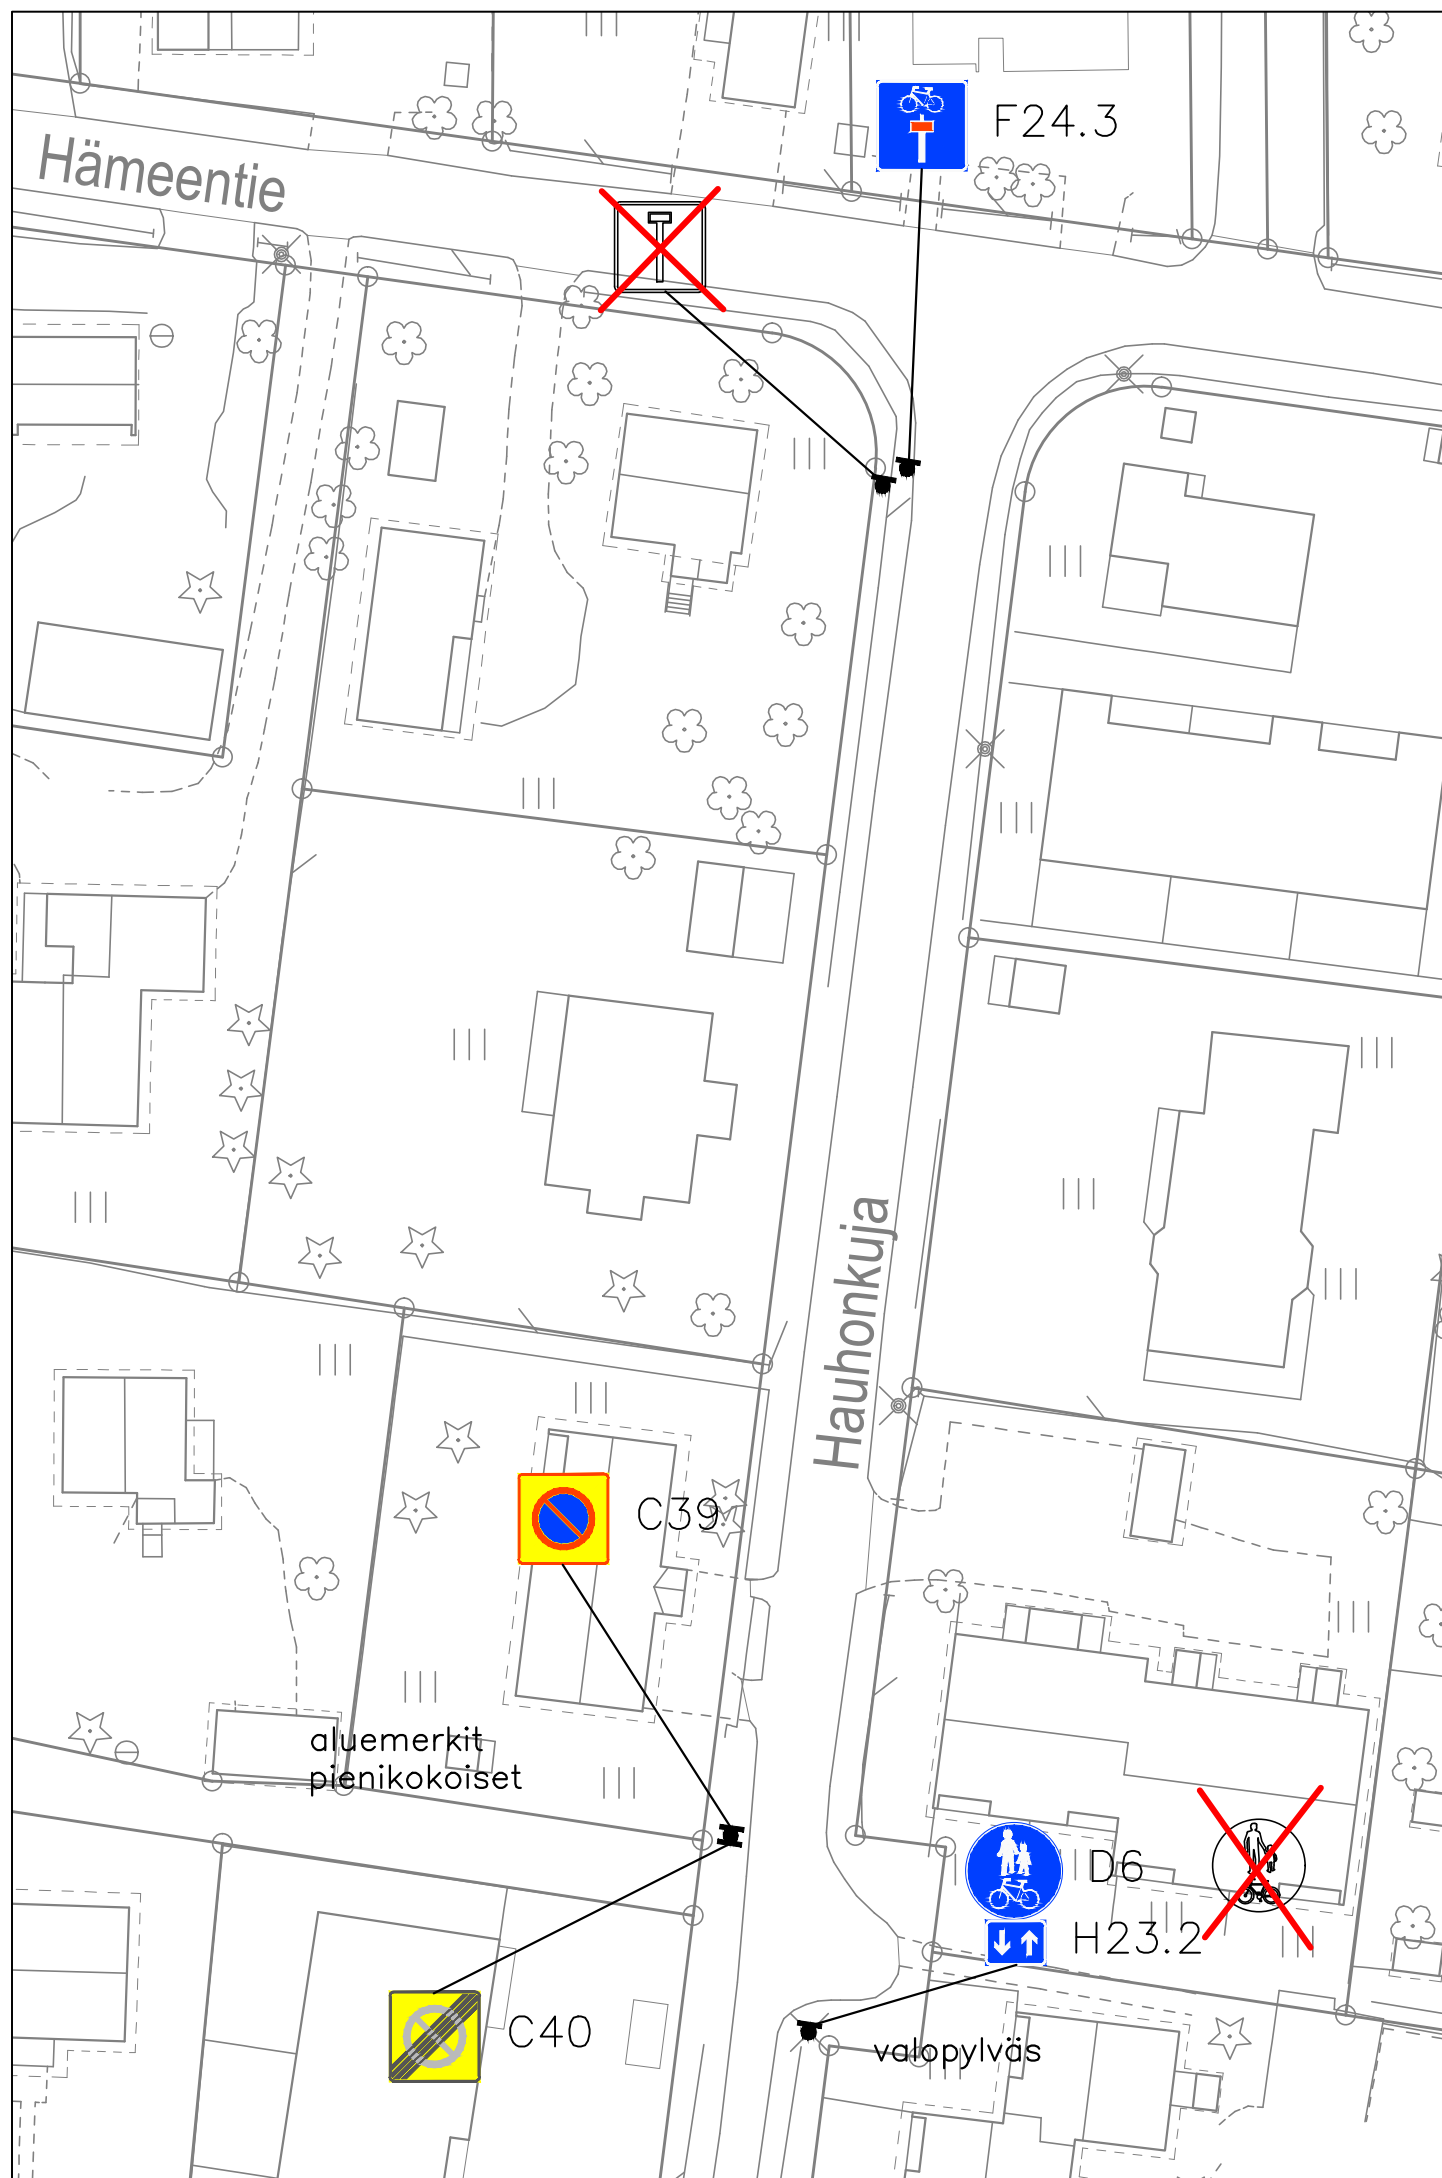 F24.3
Hämeentie
Hauhonkuja
C39
aluemerkit
pienikokoiset
D6
H23.2
C40
valopylväs